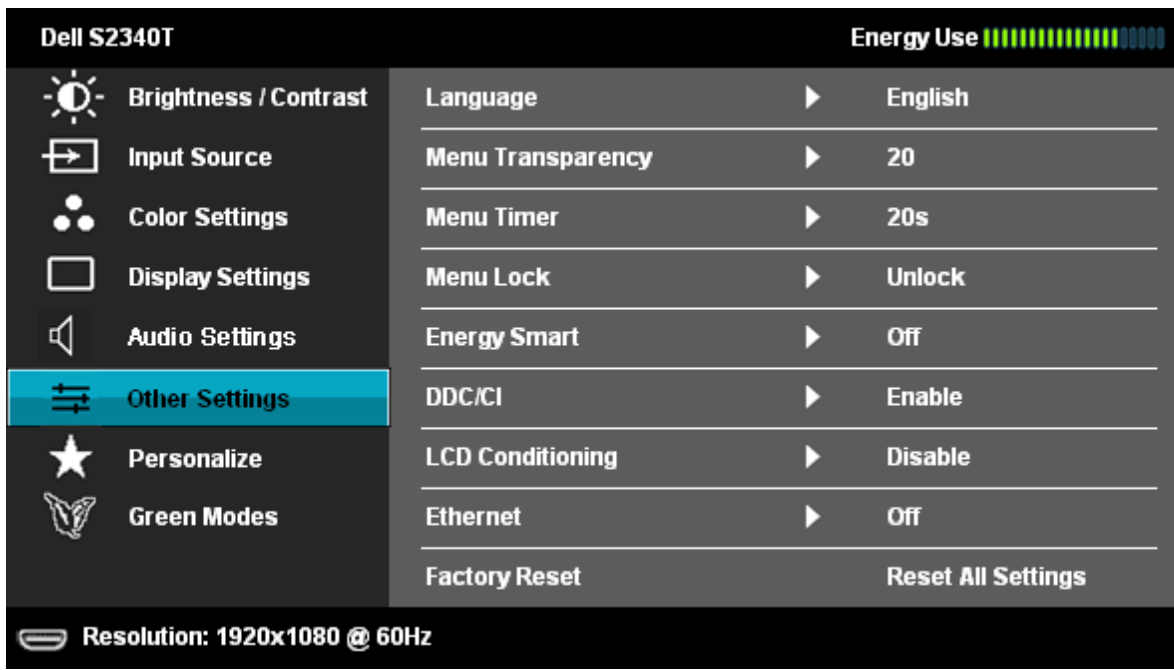 Dell S2340T Energy Use
Brightness / Contrast Language English
Input Source Menu Transparency 20
Color Settings Menu Timer 20s
Display Settings Menu Lock Unlock
Audio Settings Energy Smart Off
Other Settings DDC/CI Enable
Personalize LCD Conditioning Disable
Green Modes Ethernet Off
Factory Reset Reset All Settings
Resolution: 1920x1080 @ 60Hz